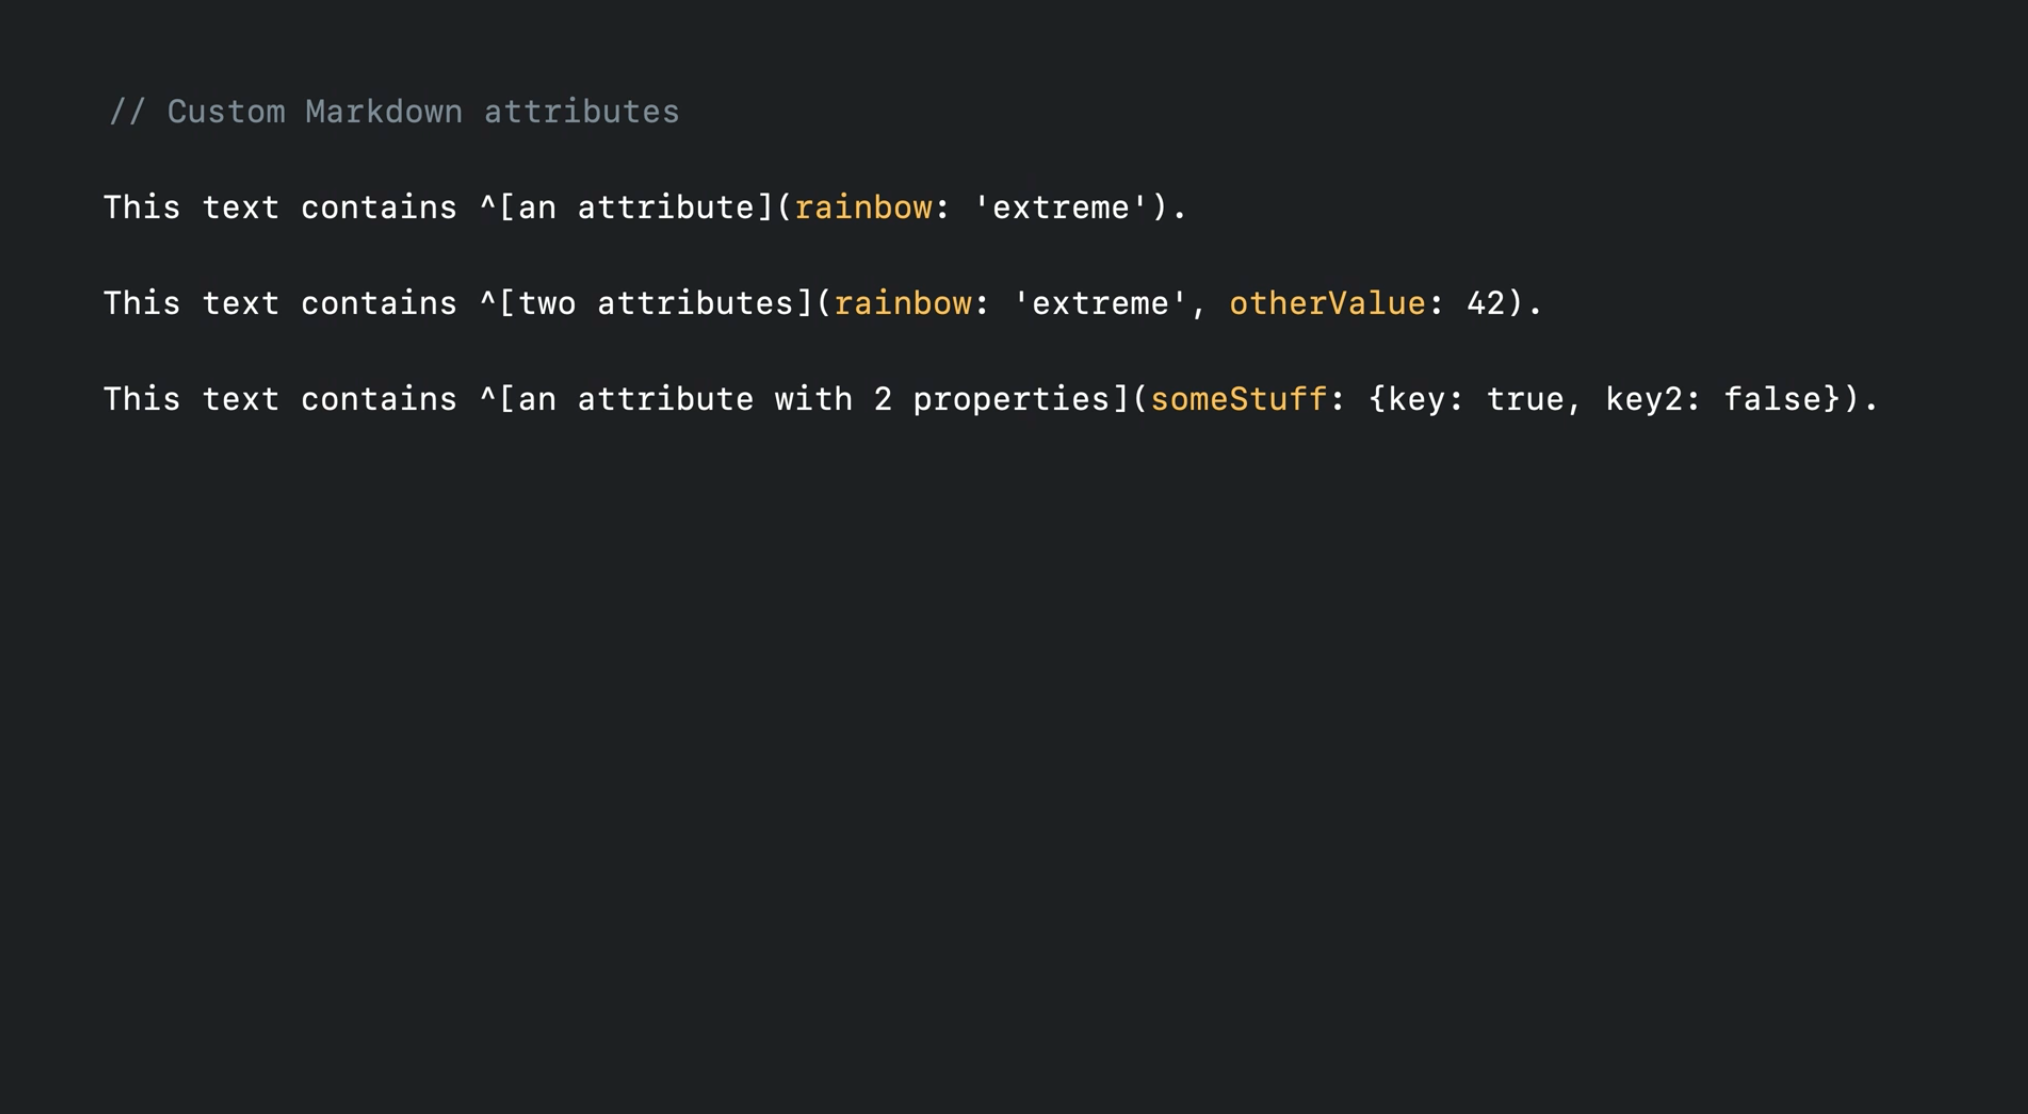 // Custom Markdown attributes
This text contains ^[an attribute](rainbow: 'extreme').
This text contains ^[two attributes](rainbow: 'extreme', otherValue: 42).
This text contains ^[an attribute with 2 properties](someStuff: {key: true, key2: false}).